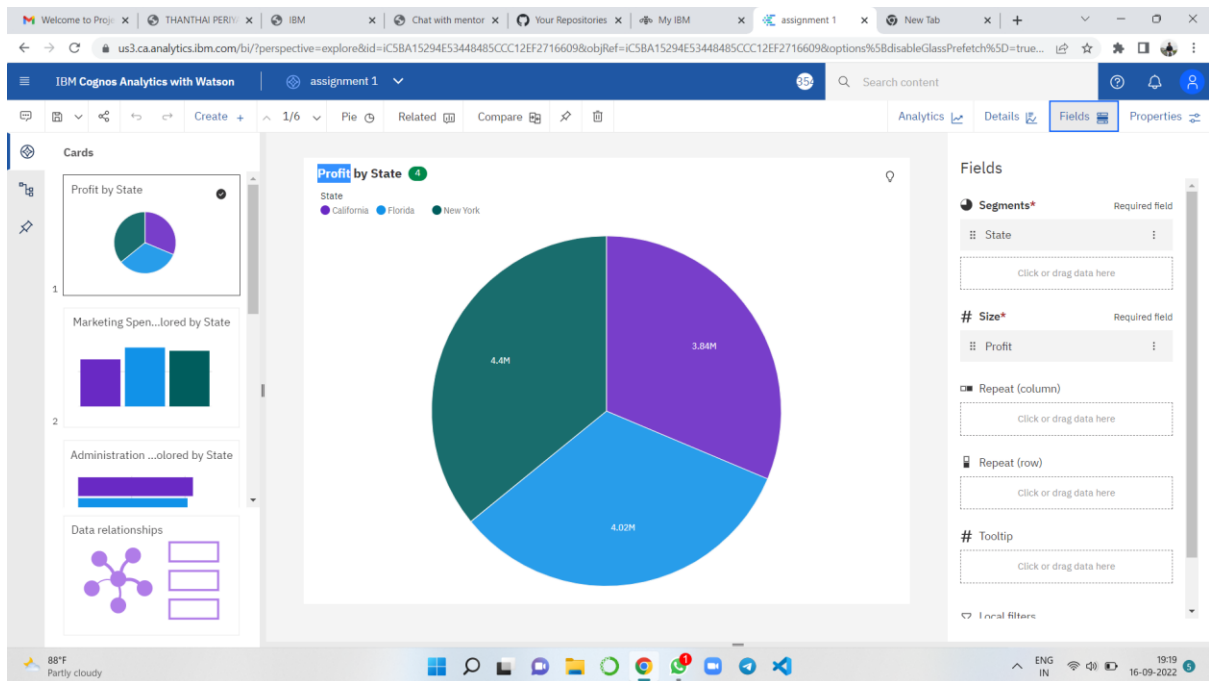 Welcome to Proje
THANTHAI PERIY
IBM
Chat with mentor
Your Repositories
My IBM
assignment 1
New Tab
us3.ca.analytics.ibm.com/bi/?perspective=explore&id=iC5BA15294E53448485CCC12EF2716609&objRef=iC5BA15294E53448485CCC12EF2716609&options%5BdisableGlassPrefetch%5D=true...
IBM Cognos Analytics with Watson
assignment 1
354
Search content
Create +
1/6
Pie
Related
Compare
Analytics
Details
Fields
Properties
Cards
Profit by State
1
Marketing Spen...lored by State
2
Administration ...olored by State
Data relationships
Profit by State 4
State
California Florida New York
4.4M
3.84M
4.02M
Fields
Segments* Required field
State
Click or drag data here
# Size* Required field
Profit
Repeat (column)
Click or drag data here
Repeat (row)
Click or drag data here
# Tooltip
Click or drag data here
Local filters
88°F
Partly cloudy
1
ENG
IN
19:19
16-09-2022
5